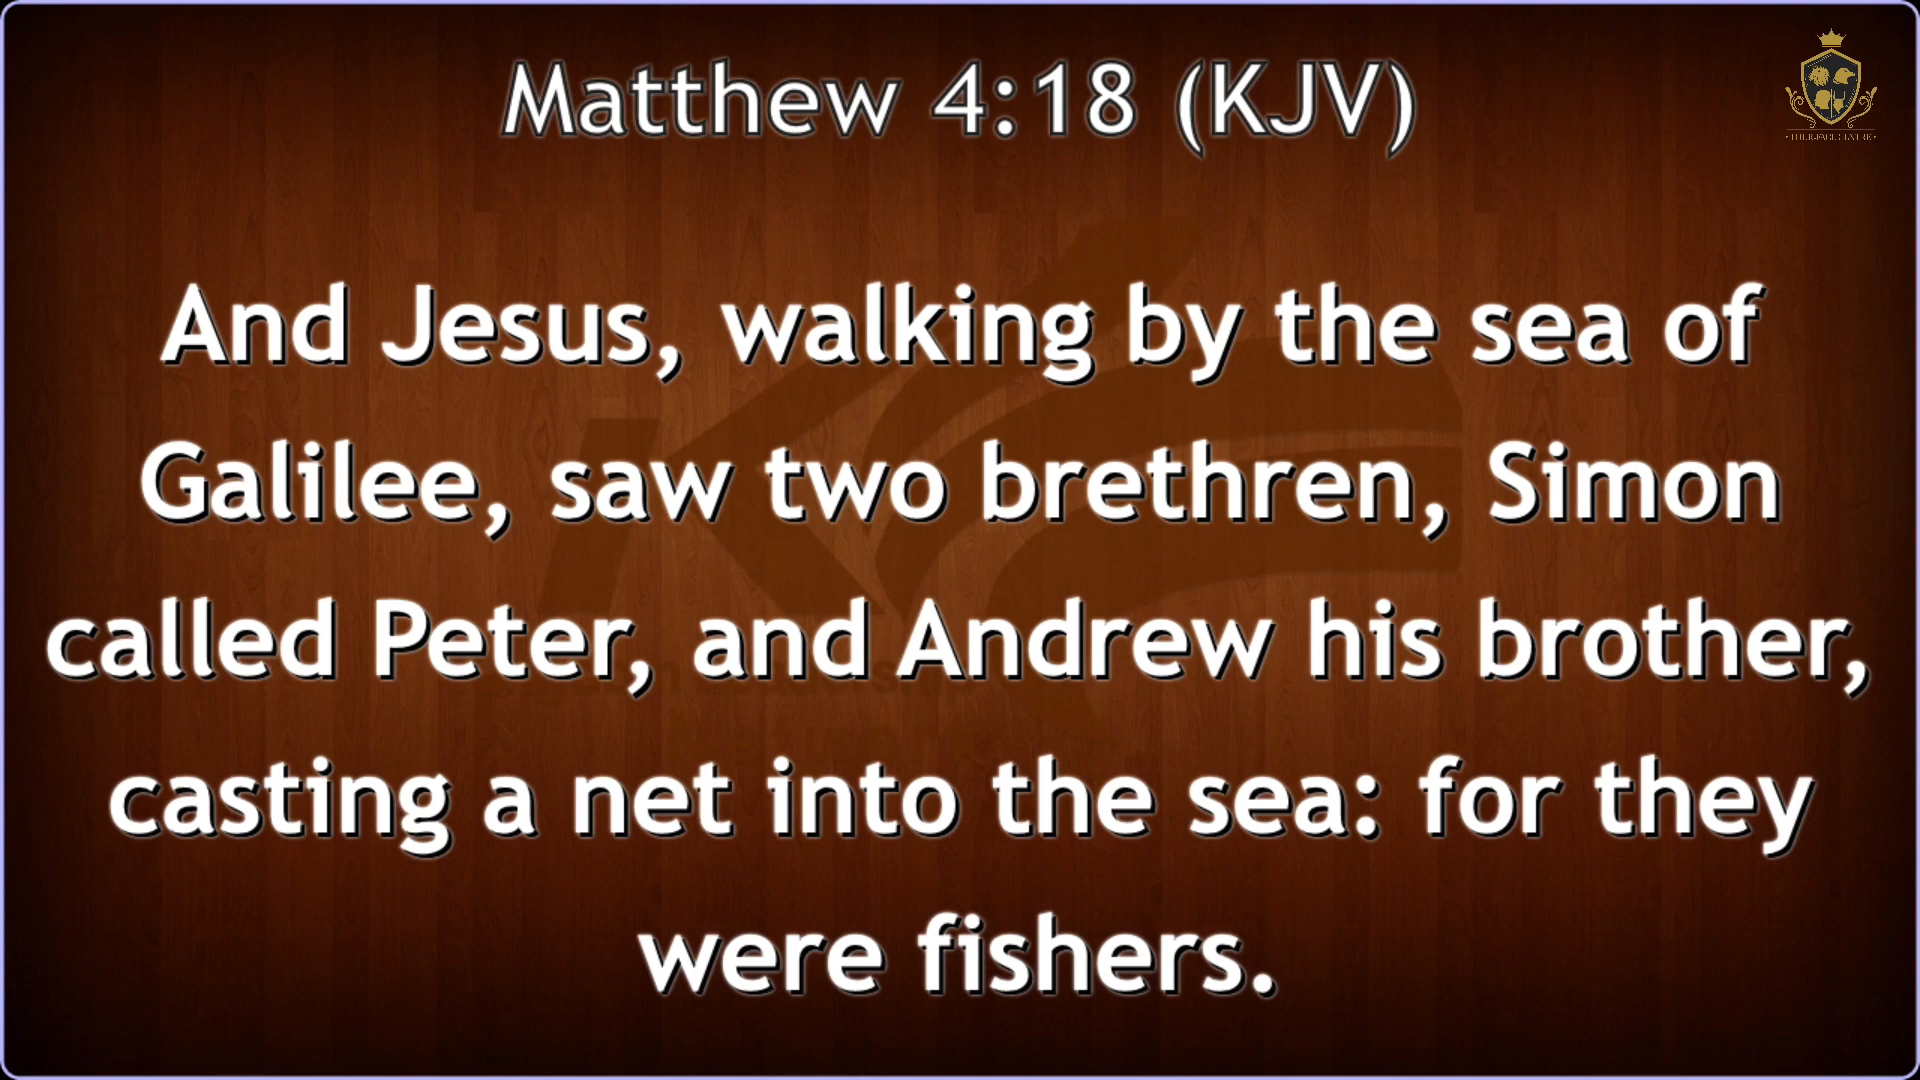 Matthew 4:18 (KJV)
And Jesus, walking by the sea of
Galilee, saw two brethren, Simon
called Peter, and Andrew his brother,
casting a net into the sea: for they
were fishers.